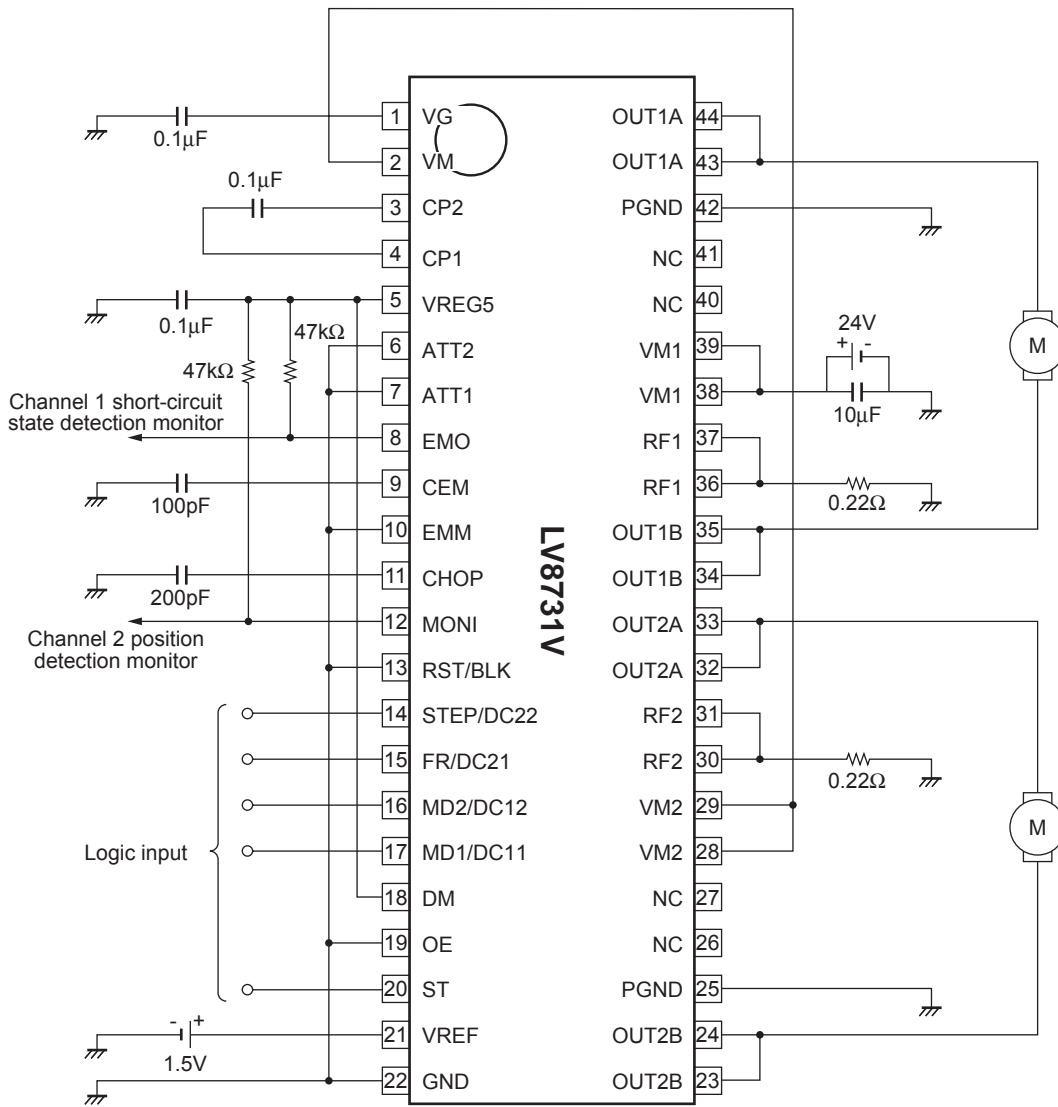 1 VG
2 VM
3 CP2
4 CP1
5 VREG5
6 ATT2
7 ATT1
8 EMO
9 CEM
10 EMM
11 CHOP
12 MONI
13 RST/BLK
14 STEP/DC22
15 FR/DC21
16 MD2/DC12
17 MD1/DC11
18 DM
19 OE
20 ST
21 VREF
22 GND
0.1µF
0.1µF
0.1µF
47kΩ
47kΩ
Channel 1 short-circuit
state detection monitor
100pF
200pF
Channel 2 position
detection monitor
Logic input
- +
1.5V
LV8731V
OUT1A 44
OUT1A 43
PGND 42
NC 41
NC 40
VM1 39
VM1 38
RF1 37
RF1 36
OUT1B 35
OUT1B 34
OUT2A 33
OUT2A 32
RF2 31
RF2 30
VM2 29
VM2 28
NC 27
NC 26
PGND 25
OUT2B 24
OUT2B 23
24V
+ -
10µF
0.22Ω
0.22Ω
M
M